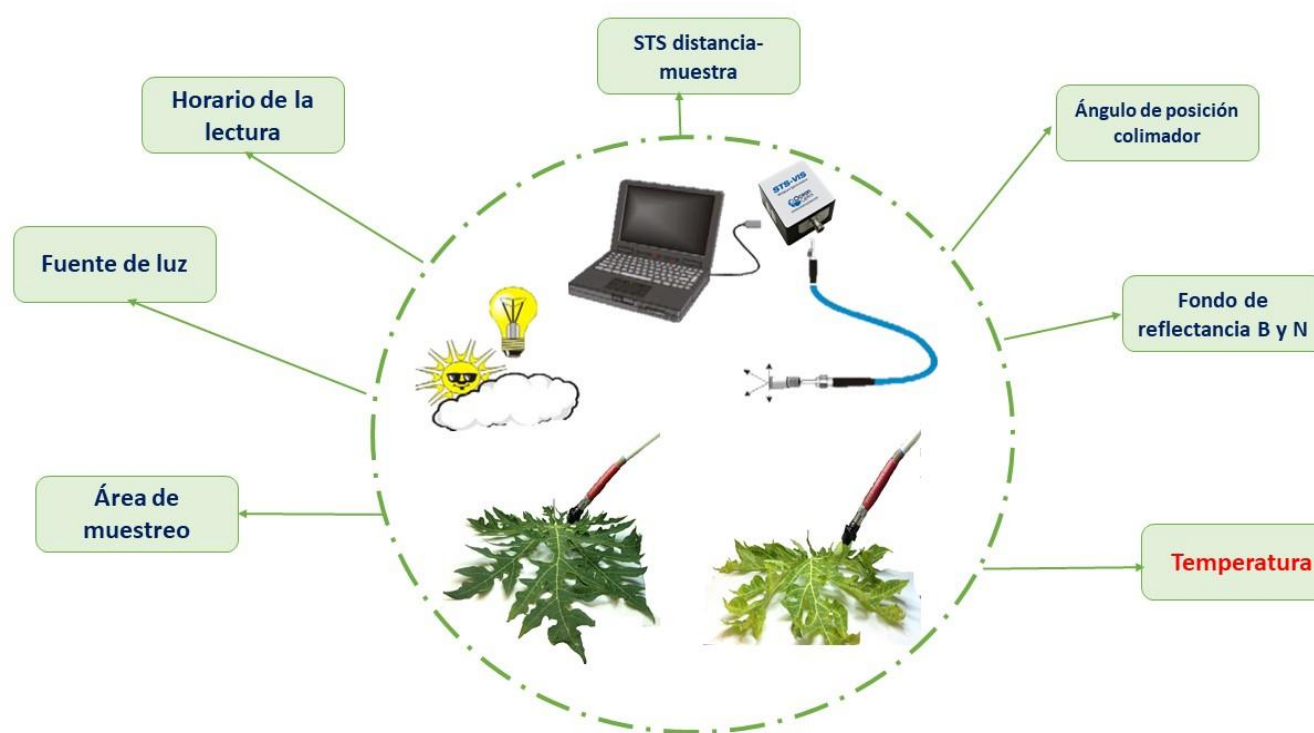 STS distancia-
muestra
Horario de la
lectura
Ángulo de posición
colimador
Fuente de luz
Fondo de
reflectancia B y N
Área de
muestreo
Temperatura
STS-VIS
Ocean